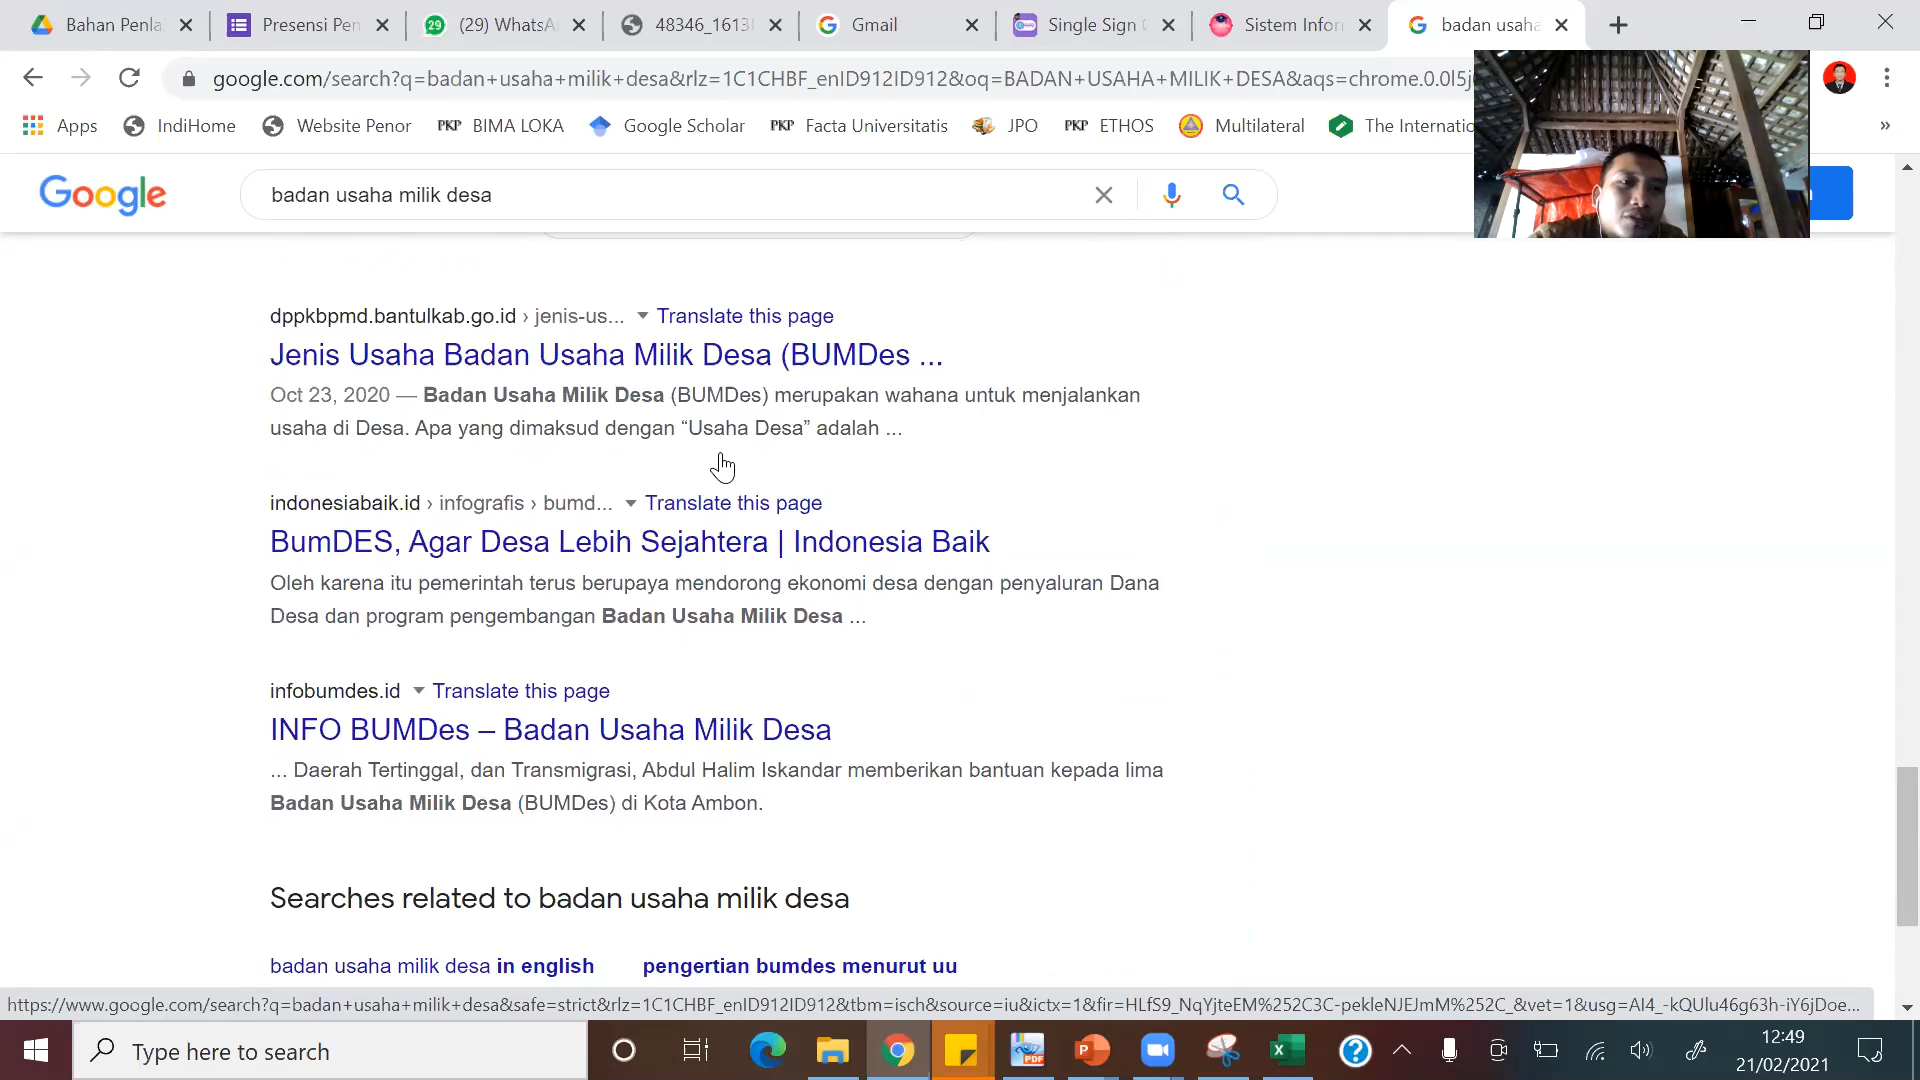 Bahan Penla
Presensi Pen
(29) WhatsA
48346_1613
Gmail
Single Sign
Sistem Infor
badan usaha
google.com/search?q=badan+usaha+milik+desa&rlz=1C1CHBF_enID912ID912&oq=BADAN+USAHA+MILIK+DESA&aqs=chrome.0.0l5j
Apps
IndiHome
Website Penor
PKP BIMA LOKA
Google Scholar
PKP Facta Universitatis
JPO
PKP ETHOS
Multilateral
The Internatio
»
Google
badan usaha milik desa
dppkbpmd.bantulkab.go.id › jenis-us... Translate this page
Jenis Usaha Badan Usaha Milik Desa (BUMDes ...
Oct 23, 2020 — Badan Usaha Milik Desa (BUMDes) merupakan wahana untuk menjalankan
usaha di Desa. Apa yang dimaksud dengan “Usaha Desa” adalah ...
indonesiabaik.id › infografis › bumd... Translate this page
BumDES, Agar Desa Lebih Sejahtera | Indonesia Baik
Oleh karena itu pemerintah terus berupaya mendorong ekonomi desa dengan penyaluran Dana
Desa dan program pengembangan Badan Usaha Milik Desa ...
infobumdes.id Translate this page
INFO BUMDes – Badan Usaha Milik Desa
... Daerah Tertinggal, dan Transmigrasi, Abdul Halim Iskandar memberikan bantuan kepada lima
Badan Usaha Milik Desa (BUMDes) di Kota Ambon.
Searches related to badan usaha milik desa
badan usaha milik desa in english
pengertian bumdes menurut uu
https://www.google.com/search?q=badan+usaha+milik+desa&safe=strict&rlz=1C1CHBF_enID912ID912&tbm=isch&source=iu&ictx=1&fir=HLfS9_NqYjteEM%252C3C-pekleNJEJmM%252C_&vet=1&usg=AI4_-kQUlu46g63h-iY6jDoe...
Type here to search
12:49
21/02/2021